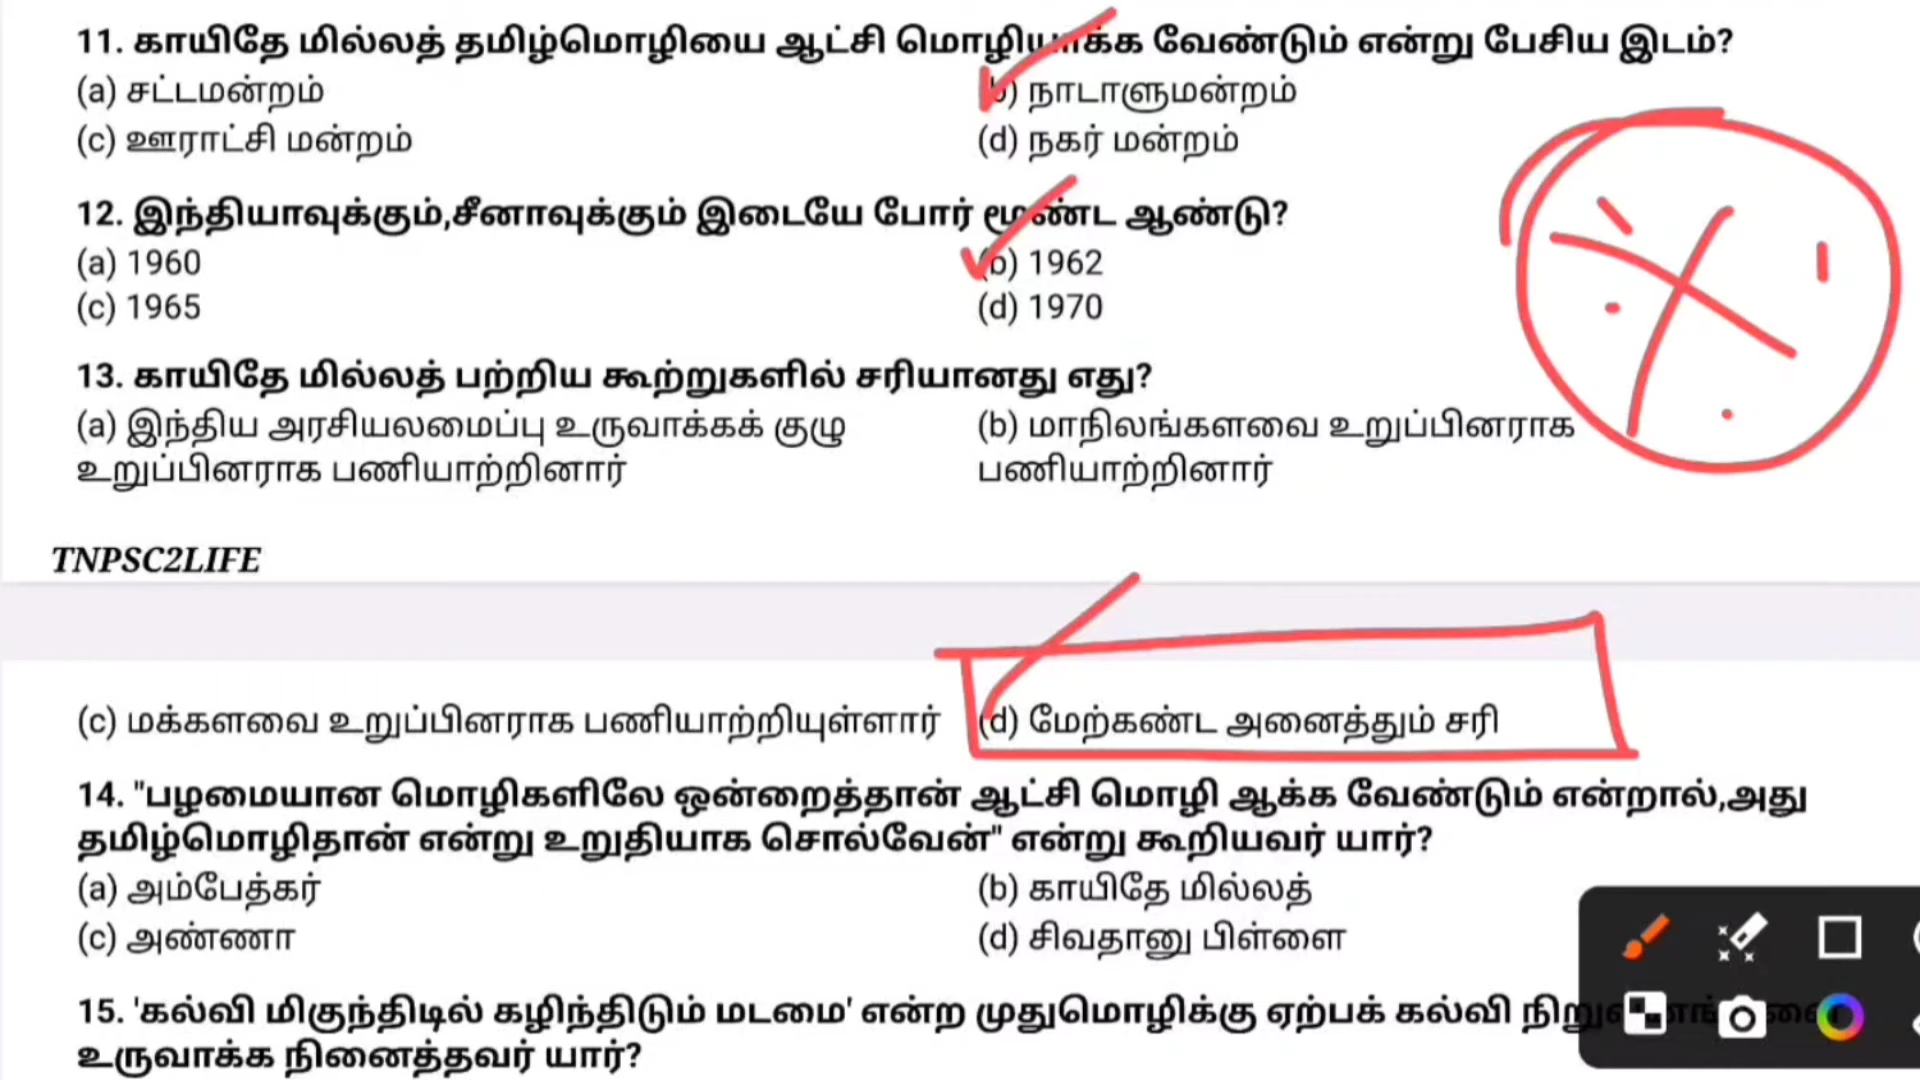 11. காயிதே மில்லத் தமிழ்மொழியை ஆட்சி மொழியாக்க வேண்டும் என்று பேசிய இடம்?
(a) சட்டமன்றம் (b) நாடாளுமன்றம்
(c) ஊராட்சி மன்றம் (d) நகர் மன்றம்
12. இந்தியாவுக்கும்,சீனாவுக்கும் இடையே போர் மூண்ட ஆண்டு?
(a) 1960 (b) 1962
(c) 1965 (d) 1970
13. காயிதே மில்லத் பற்றிய கூற்றுகளில் சரியானது எது?
(a) இந்திய அரசியலமைப்பு உருவாக்கக் குழு (b) மாநிலங்களவை உறுப்பினராக
உறுப்பினராக பணியாற்றினார் பணியாற்றினார்
TNPSC2LIFE
(c) மக்களவை உறுப்பினராக பணியாற்றியுள்ளார் (d) மேற்கண்ட அனைத்தும் சரி
14. "பழமையான மொழிகளிலே ஒன்றைத்தான் ஆட்சி மொழி ஆக்க வேண்டும் என்றால்,அது
தமிழ்மொழிதான் என்று உறுதியாக சொல்வேன்" என்று கூறியவர் யார்?
(a) அம்பேத்கர் (b) காயிதே மில்லத்
(c) அண்ணா (d) சிவதானு பிள்ளை
15. 'கல்வி மிகுந்திடில் கழிந்திடும் மடமை' என்ற முதுமொழிக்கு ஏற்பக் கல்வி
உருவாக்க நினைத்தவர் யார்?